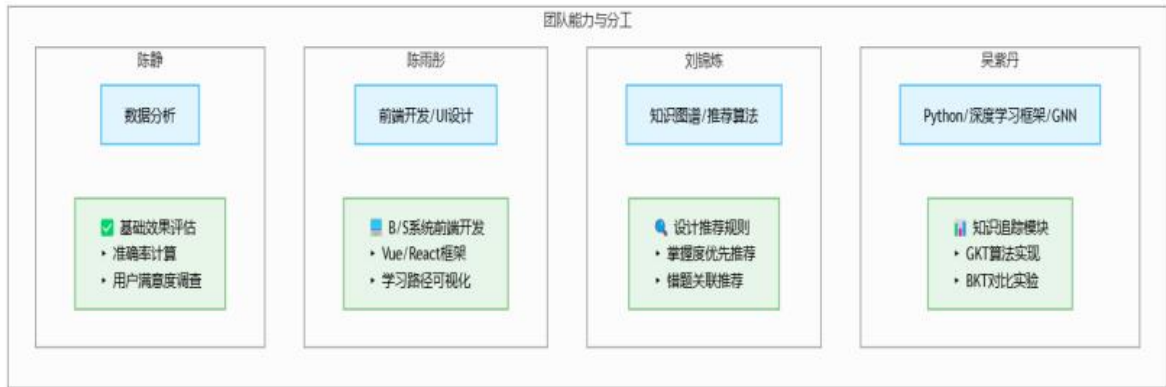 团队能力与分工
陈静
数据分析
✅ 基础效果评估
‣ 准确率计算
‣ 用户满意度调查
陈雨彤
前端开发/UI设计
💻 B/S系统前端开发
‣ Vue/React框架
‣ 学习路径可视化
刘锦炼
知识图谱/推荐算法
🔍 设计推荐规则
‣ 掌握度优先推荐
‣ 错题关联推荐
吴紫丹
Python/深度学习框架/GNN
📊 知识追踪模块
‣ GKT算法实现
‣ BKT对比实验